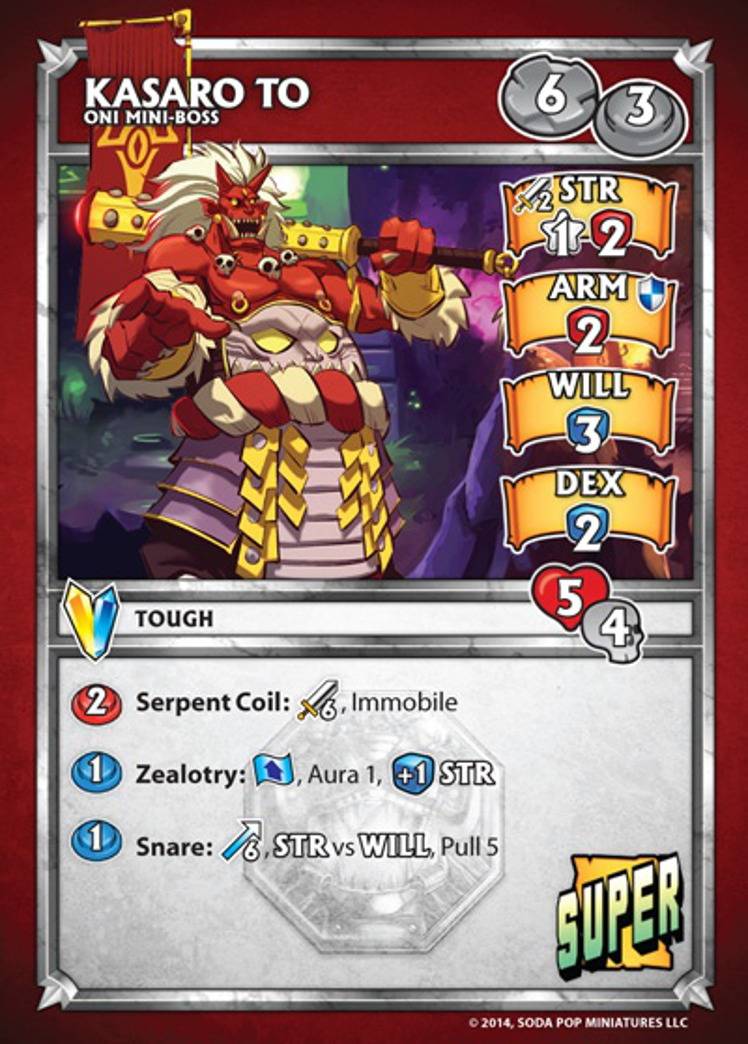 KASARO TO
ONI MINI-BOSS
6 3
2 STR
1 2
ARM
2
WILL
3
DEX
2
5
4
TOUGH
2 Serpent Coil: 6, Immobile
1 Zealotry: , Aura 1, +1 STR
1 Snare: 6, STR vs WILL, Pull 5
SUPER
© 2014, SODA POP MINIATURES LLC